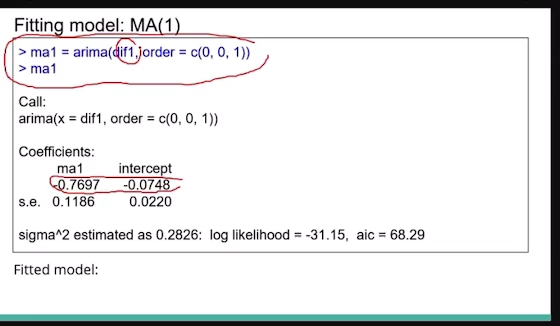 Fitting model: MA(1)
> ma1 = arima(dif1, order = c(0, 0, 1))
> ma1
Call:
arima(x = dif1, order = c(0, 0, 1))
Coefficients:
ma1 intercept
-0.7697 -0.0748
s.e. 0.1186 0.0220
sigma^2 estimated as 0.2826: log likelihood = -31.15, aic = 68.29
Fitted model: